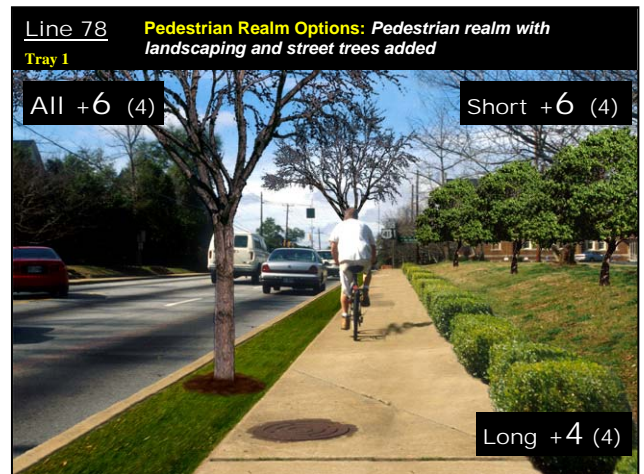 Line 78
Pedestrian Realm Options: Pedestrian realm with
landscaping and street trees added
Tray 1
All +6 (4)
Short +6 (4)
Long +4 (4)